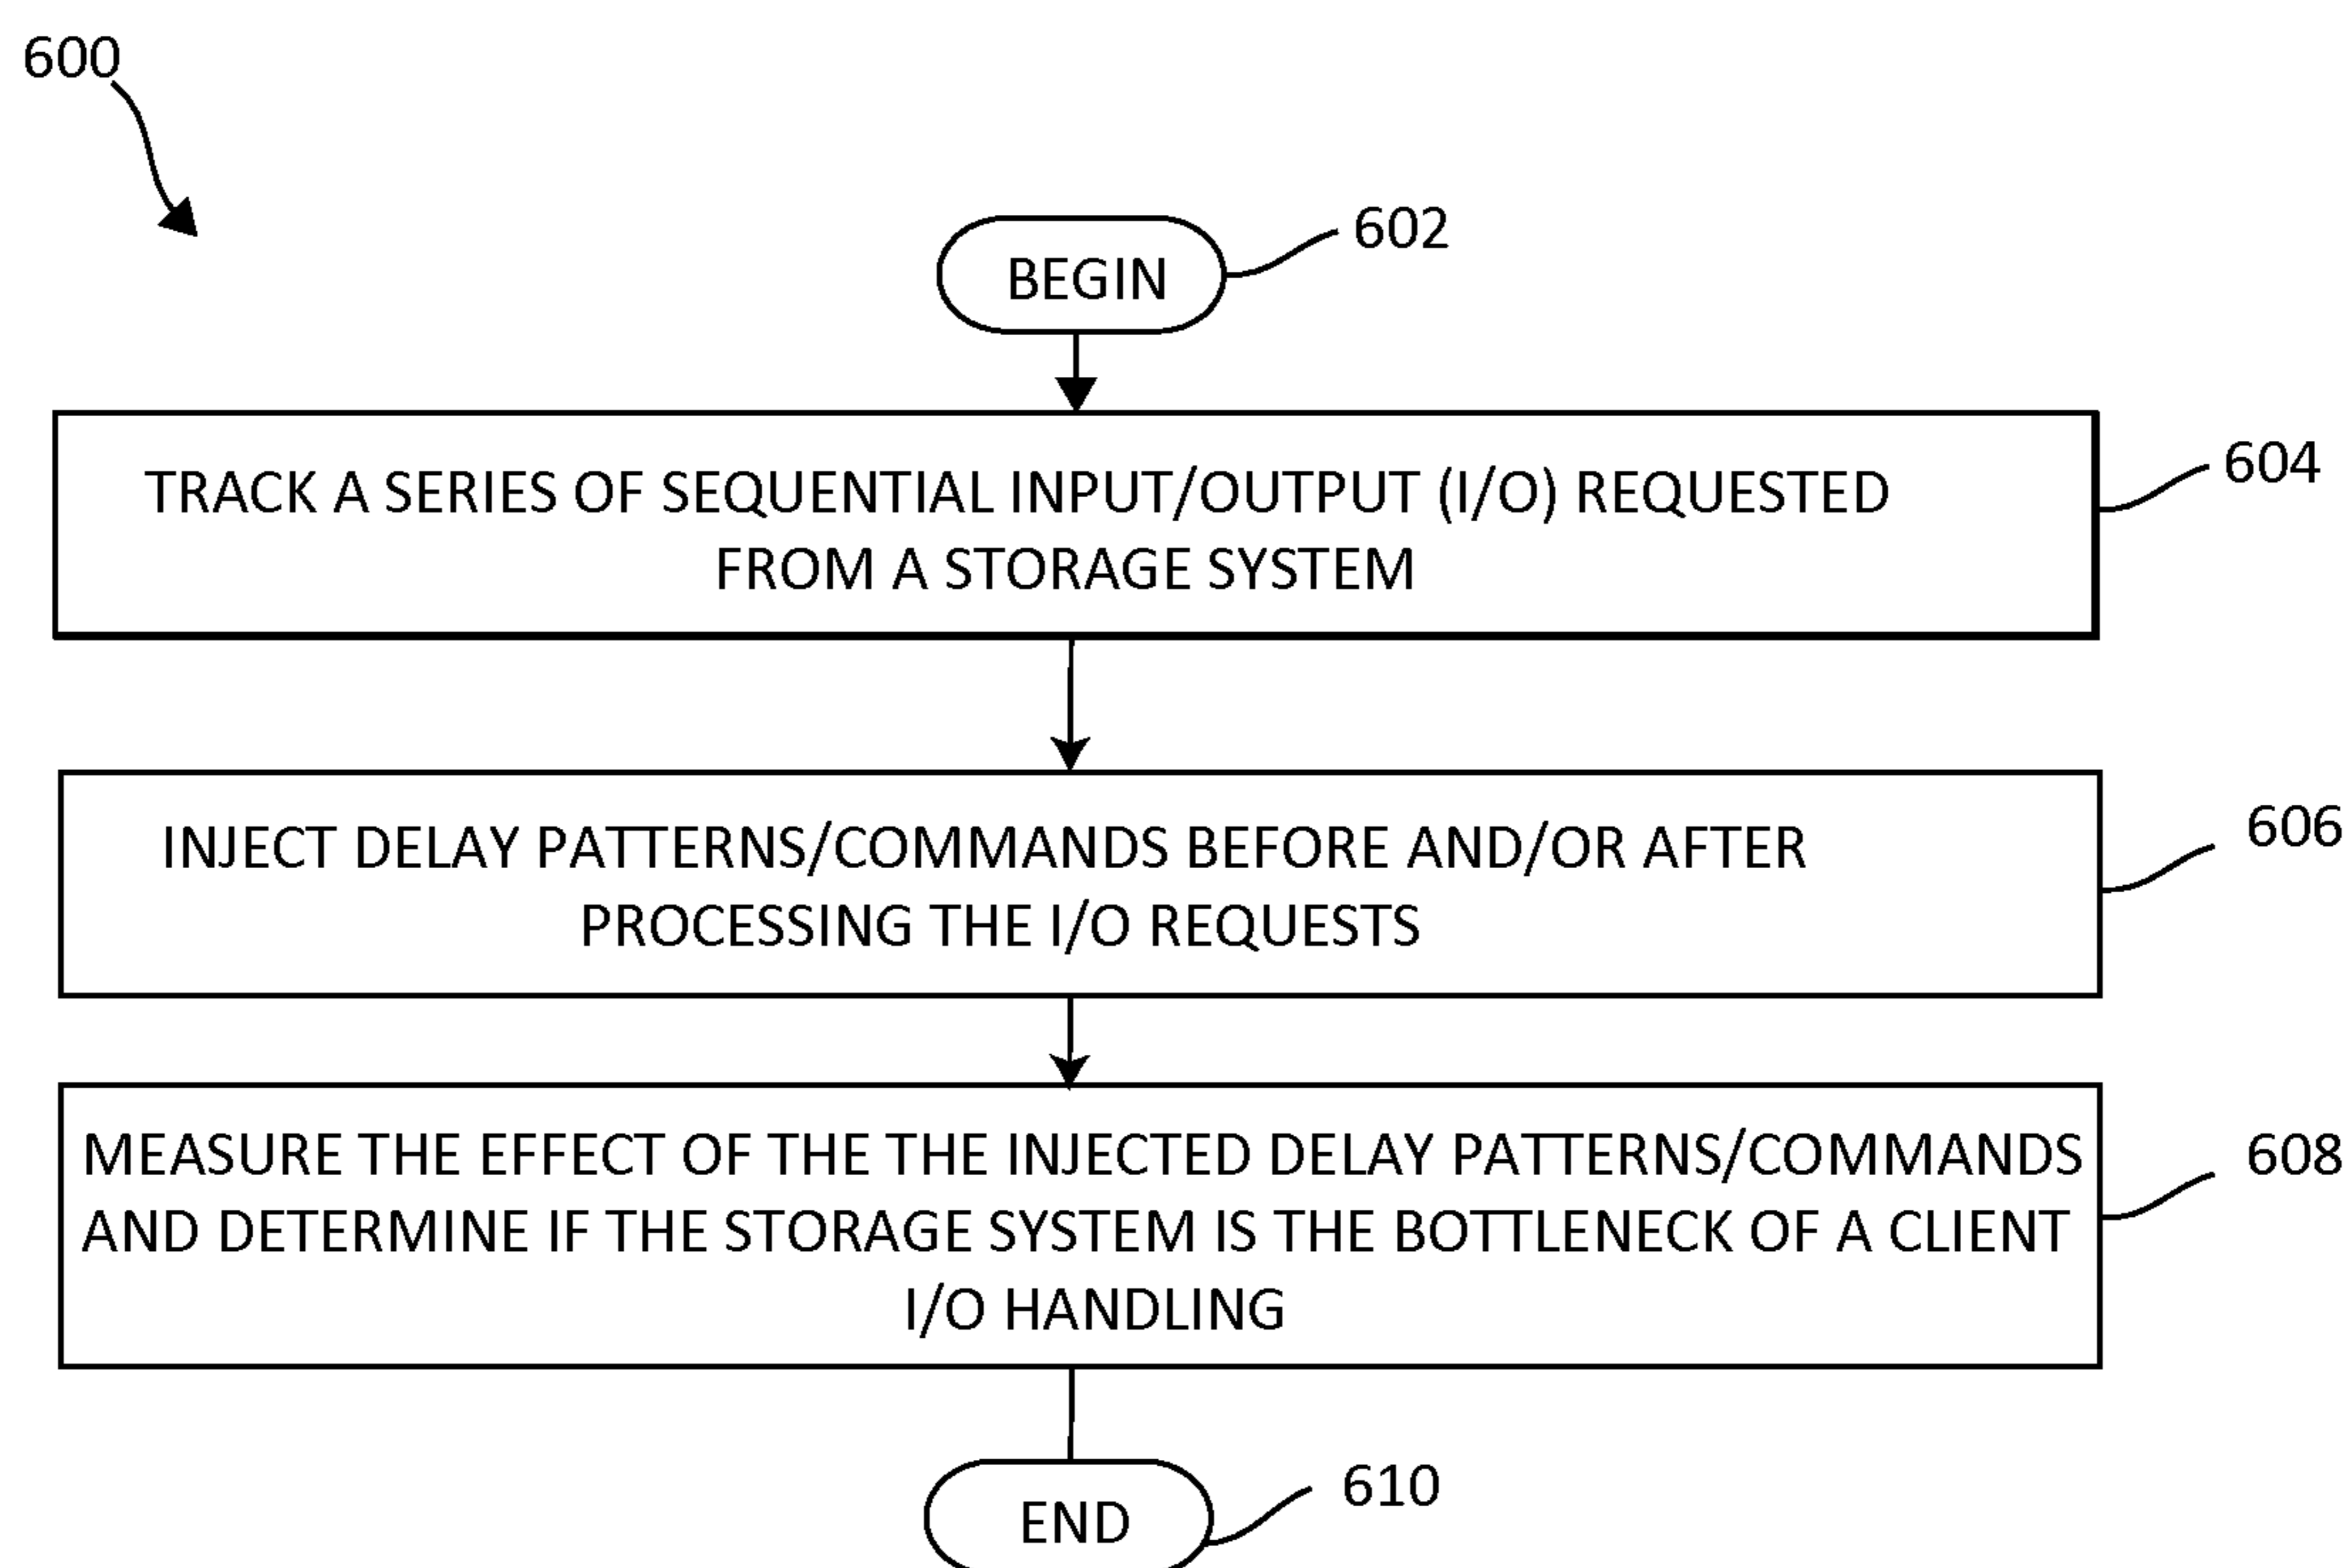 600
602
BEGIN
604
TRACK A SERIES OF SEQUENTIAL INPUT/OUTPUT (I/O) REQUESTED
FROM A STORAGE SYSTEM
606
INJECT DELAY PATTERNS/COMMANDS BEFORE AND/OR AFTER
PROCESSING THE I/O REQUESTS
608
MEASURE THE EFFECT OF THE THE INJECTED DELAY PATTERNS/COMMANDS
AND DETERMINE IF THE STORAGE SYSTEM IS THE BOTTLENECK OF A CLIENT
I/O HANDLING
610
END